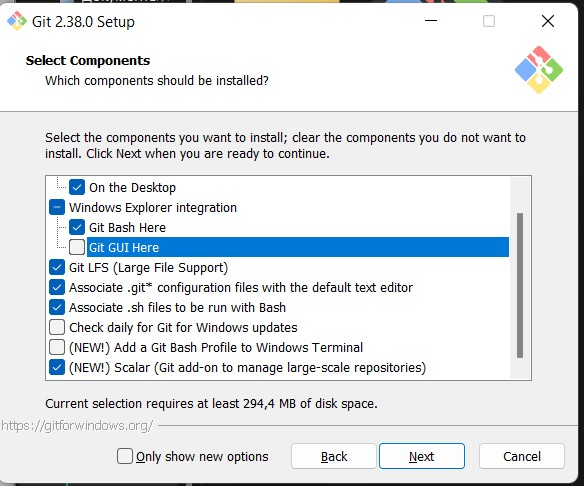 Git 2.38.0 Setup
Select Components
Which components should be installed?
Select the components you want to install; clear the components you do not want to
install. Click Next when you are ready to continue.
On the Desktop
Windows Explorer integration
Git Bash Here
Git GUI Here
Git LFS (Large File Support)
Associate .git* configuration files with the default text editor
Associate .sh files to be run with Bash
Check daily for Git for Windows updates
(NEW!) Add a Git Bash Profile to Windows Terminal
(NEW!) Scalar (Git add-on to manage large-scale repositories)
Current selection requires at least 294,4 MB of disk space.
https://gitforwindows.org/
Only show new options
Back
Next
Cancel